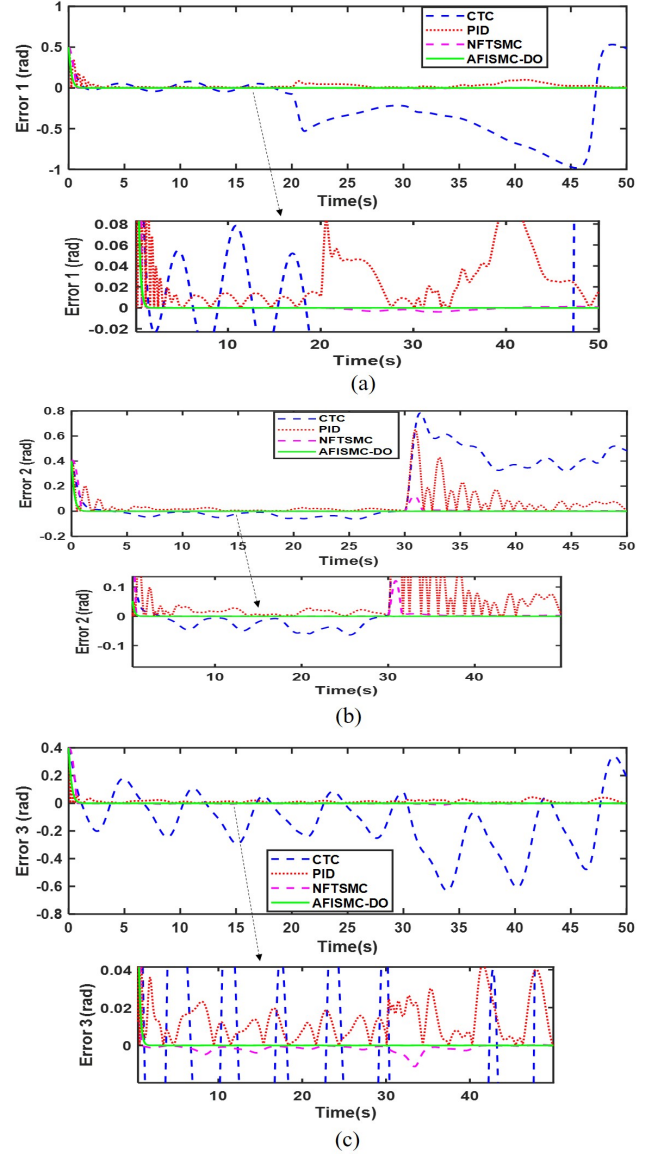 CTC
PID
NFTSMC
AFISMC-DO
Error 1 (rad)
1
0.5
0
-0.5
-1
0 5 10 15 20 25 30 35 40 45 50
Time(s)
Error 1 (rad)
0.08
0.06
0.04
0.02
0
-0.02
10 20 30 40 50
Time(s)
(a)
CTC
PID
NFTSMC
AFISMC-DO
Error 2 (rad)
0.8
0.6
0.4
0.2
0
-0.2
0 5 10 15 20 25 30 35 40 45 50
Time(s)
Error 2 (rad)
0.1
0
-0.1
10 20 30 40
Time(s)
(b)
Error 3 (rad)
0.4
0.2
0
-0.2
-0.4
-0.6
-0.8
CTC
PID
NFTSMC
AFISMC-DO
0 5 10 15 20 25 30 35 40 45 50
Time(s)
Error 3 (rad)
0.04
0.02
0
10 20 30 40
Time(s)
(c)